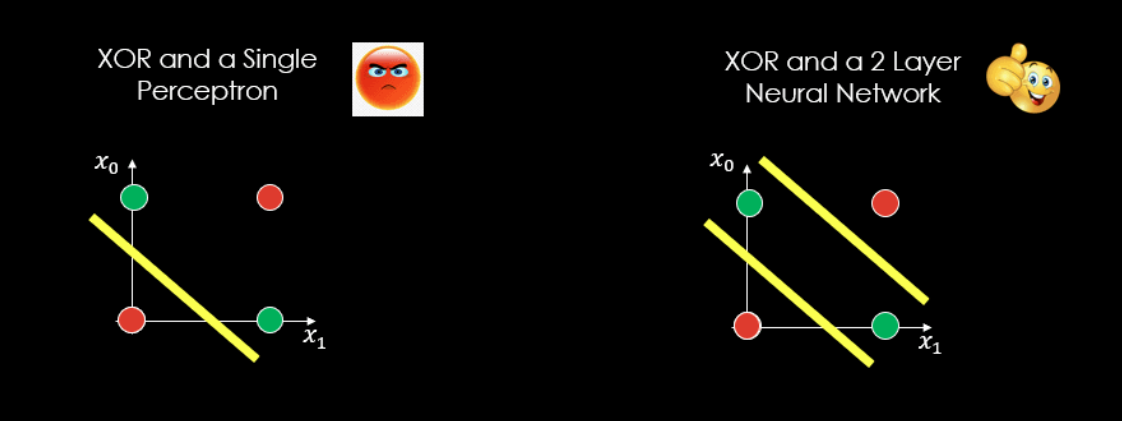 XOR and a Single
Perceptron
x₀
x₁
XOR and a 2 Layer
Neural Network
x₀
x₁